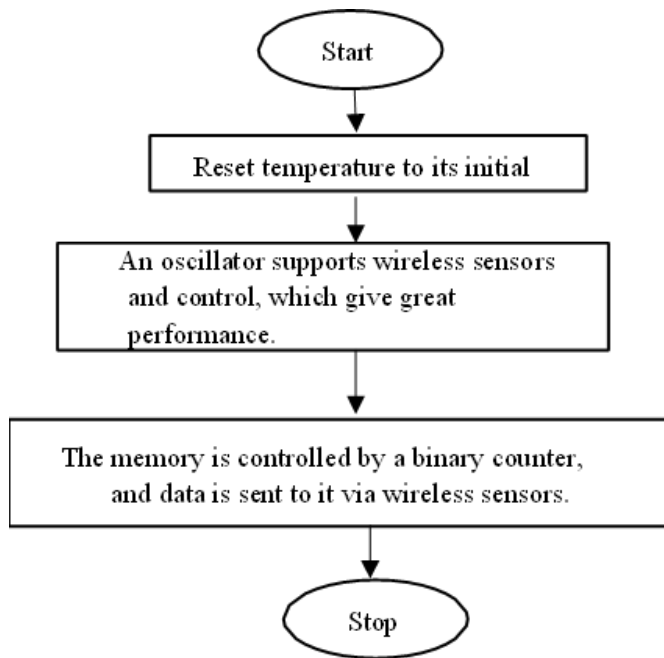 Start
Reset temperature to its initial
An oscillator supports wireless sensors
and control, which give great
performance.
The memory is controlled by a binary counter,
and data is sent to it via wireless sensors.
Stop